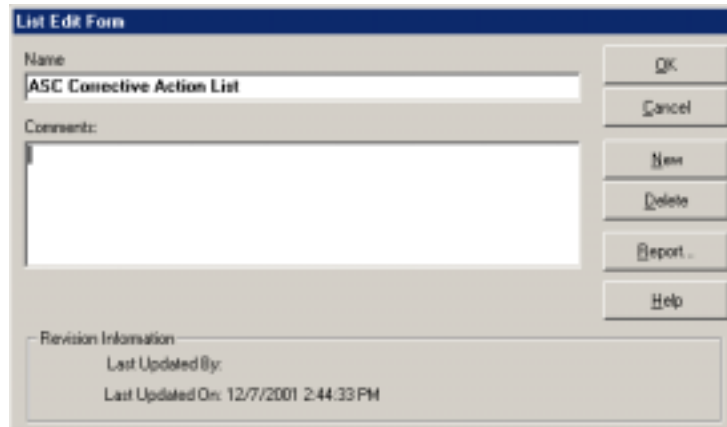 List Edit Form
Name
ASC Corrective Action List
Comments:
OK
Cancel
New
Delete
Report...
Help
Revision Information
Last Updated By:
Last Updated On: 12/7/2001 2:44:33 PM